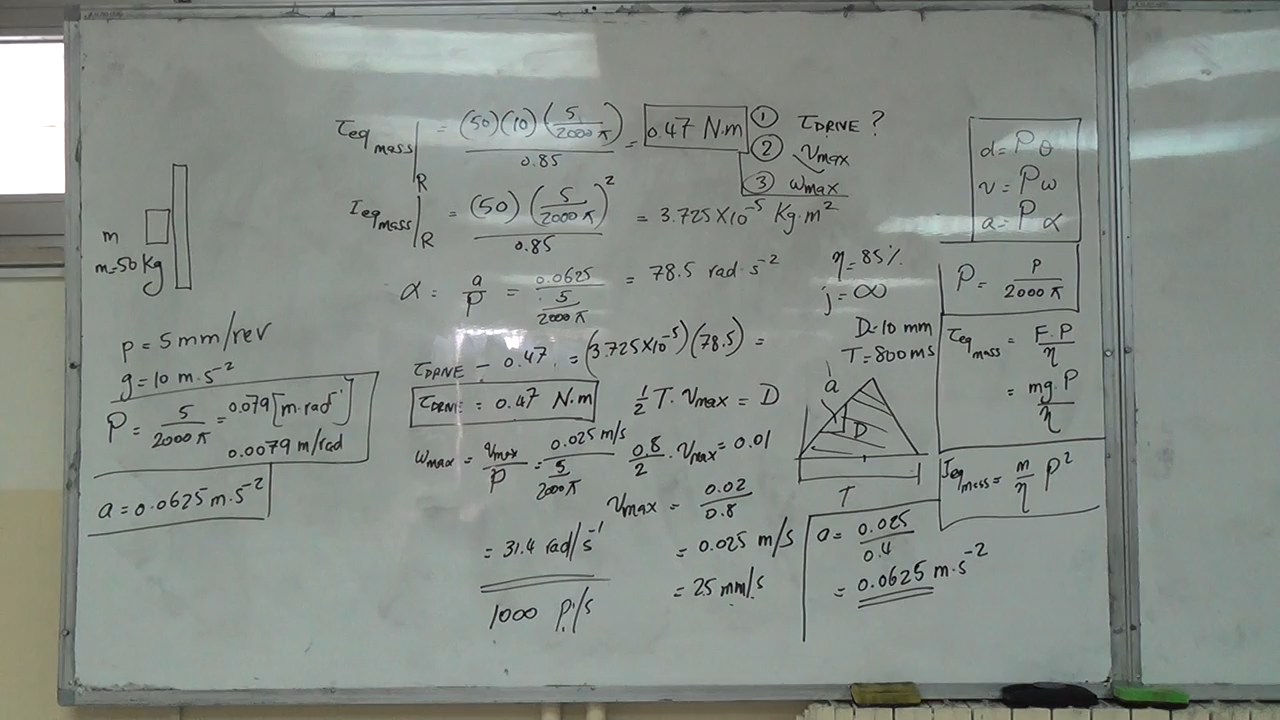 m
m=50 Kg
p = 5 mm/rev
g = 10 m·s⁻²
P = 5/2000π = 0.079 [m·rad⁻¹]
0.0079 m/rad
a = 0.0625 m·s⁻²
τeq mass|R = (50)(10)(5/2000π)/0.85 = 0.47 N·m
Ieq mass|R = (50)(5/2000π)²/0.85 = 3.725×10⁻⁵ Kg·m²
α = a/P = 0.0625/(5/2000π) = 78.5 rad·s⁻²
τDRIVE − 0.47 = (3.725×10⁻⁵)(78.5) =
τDRIVE = 0.47 N·m
ωmax = vmax/P = 0.025 m/s/(5/2000π)
= 31.4 rad/s⁻¹
1000 P/s
½ T·vmax = D
0.8/2 · vmax = 0.01
vmax = 0.02/0.8
= 0.025 m/s
= 25 mm/s
① τDRIVE ?
② vmax
③ ωmax
η = 85%
j = ∞
D=10 mm
T=800 ms
a
D
T
a = 0.025/0.4
= 0.0625 m·s⁻²
d = Pθ
v = Pω
a = Pα
P = p/2000π
τeq mass = F·P/η
= mg·P/η
Jeq mass = m/η P²